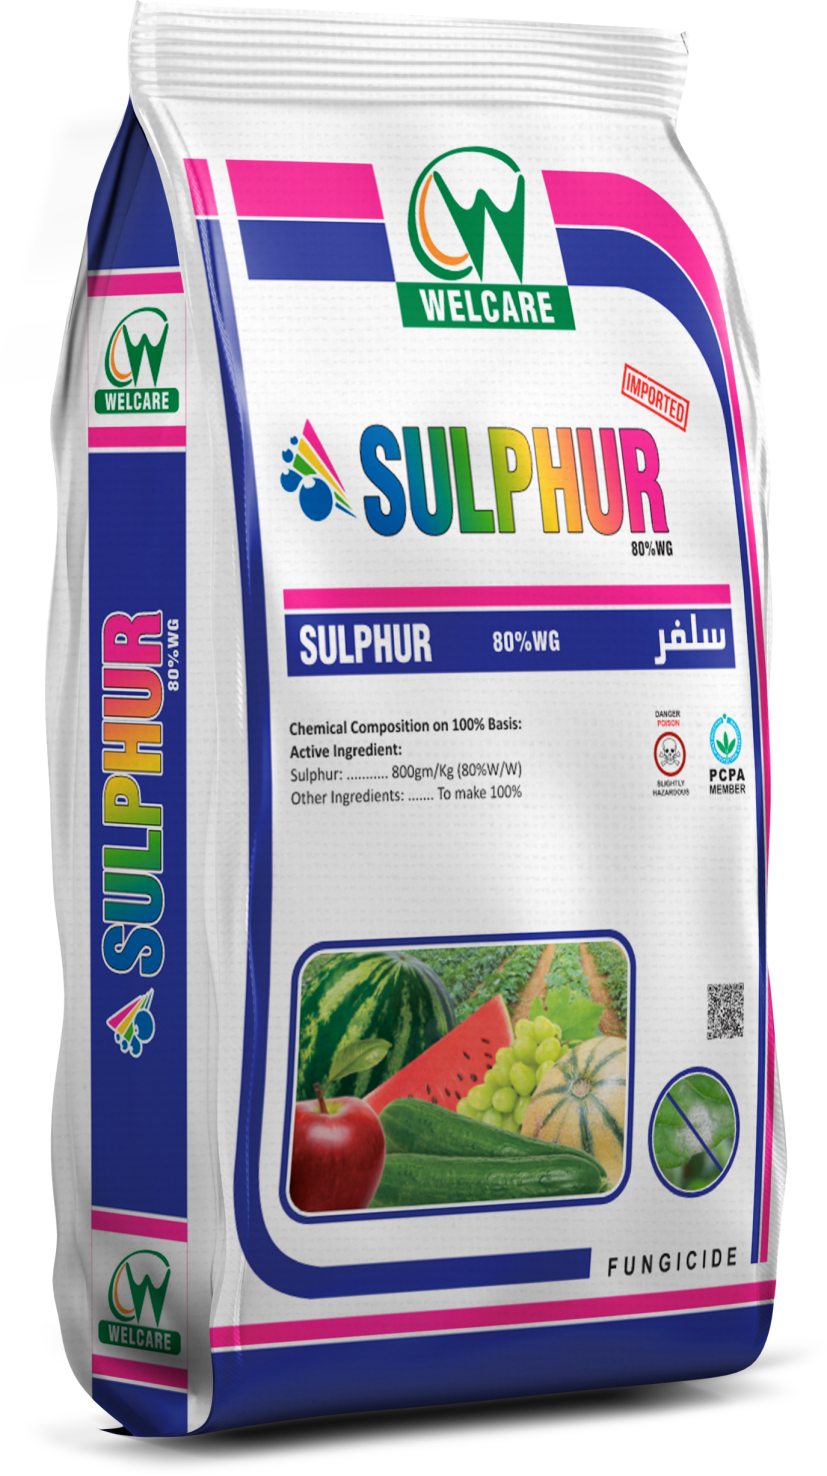 WELCARE
IMPORTED
SULPHUR
80%WG
SULPHUR 80%WG سلفر
Chemical Composition on 100% Basis:
Active Ingredient:
Sulphur: ........... 800gm/Kg (80%W/W)
Other Ingredients: ....... To make 100%
DANGER
POISON
SLIGHTLY
HAZARDOUS
PCPA
MEMBER
FUNGICIDE
WELCARE
SULPHUR
80%WG
WELCARE